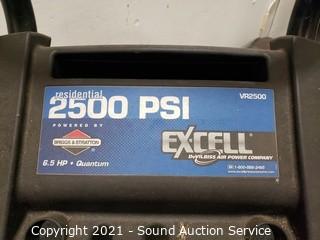 residential
2500 PSI
VR2500
POWERED BY
BRIGGS & STRATTON
6.5 HP • Quantum
EXCELL
DeVILBISS AIR POWER COMPANY
Copyright 2021 - Sound Auction Service